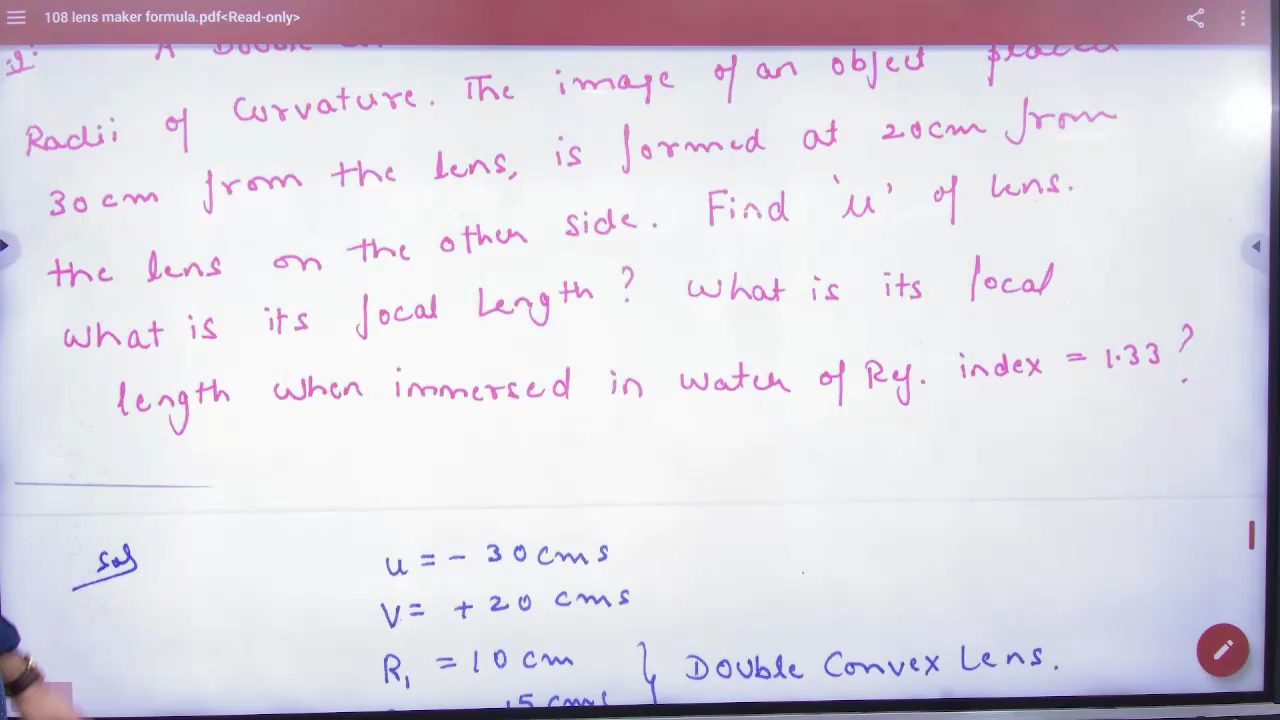 108 lens maker formula.pdf<Read-only>
Radii of Curvature. The image of an object placed
30 cm from the lens, is formed at 20cm from
the lens on the other side. Find 'μ' of lens.
What is its focal length? What is its focal
length when immersed in water of Ref. index = 1.33?
Sol
u = - 30 cms
V = + 20 cms
R₁ = 10 cm } Double Convex Lens.
15 cms